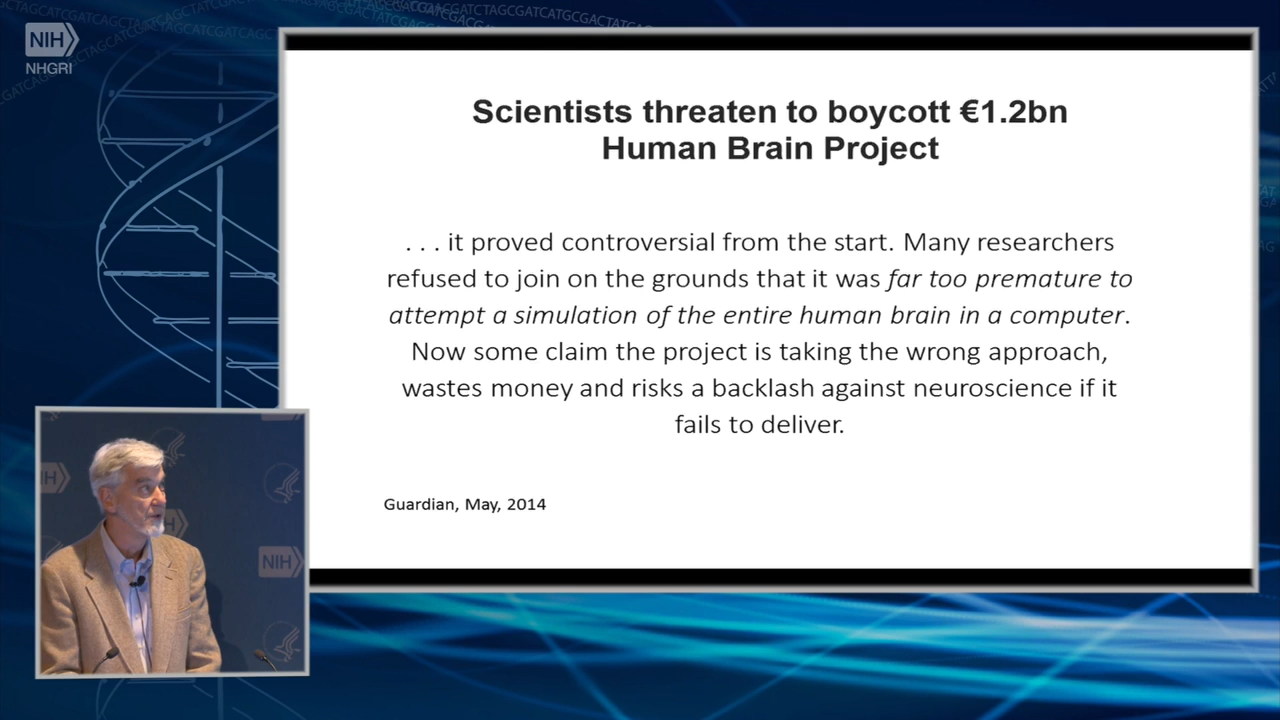 GATCAGCTACTAGCGATCATGCGACTATC
NIH
NHGRI
Scientists threaten to boycott €1.2bn
Human Brain Project
. . . it proved controversial from the start. Many researchers
refused to join on the grounds that it was far too premature to
attempt a simulation of the entire human brain in a computer.
Now some claim the project is taking the wrong approach,
wastes money and risks a backlash against neuroscience if it
fails to deliver.
Guardian, May, 2014
NIH